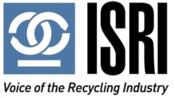 ISRI
Voice of the Recycling Industry